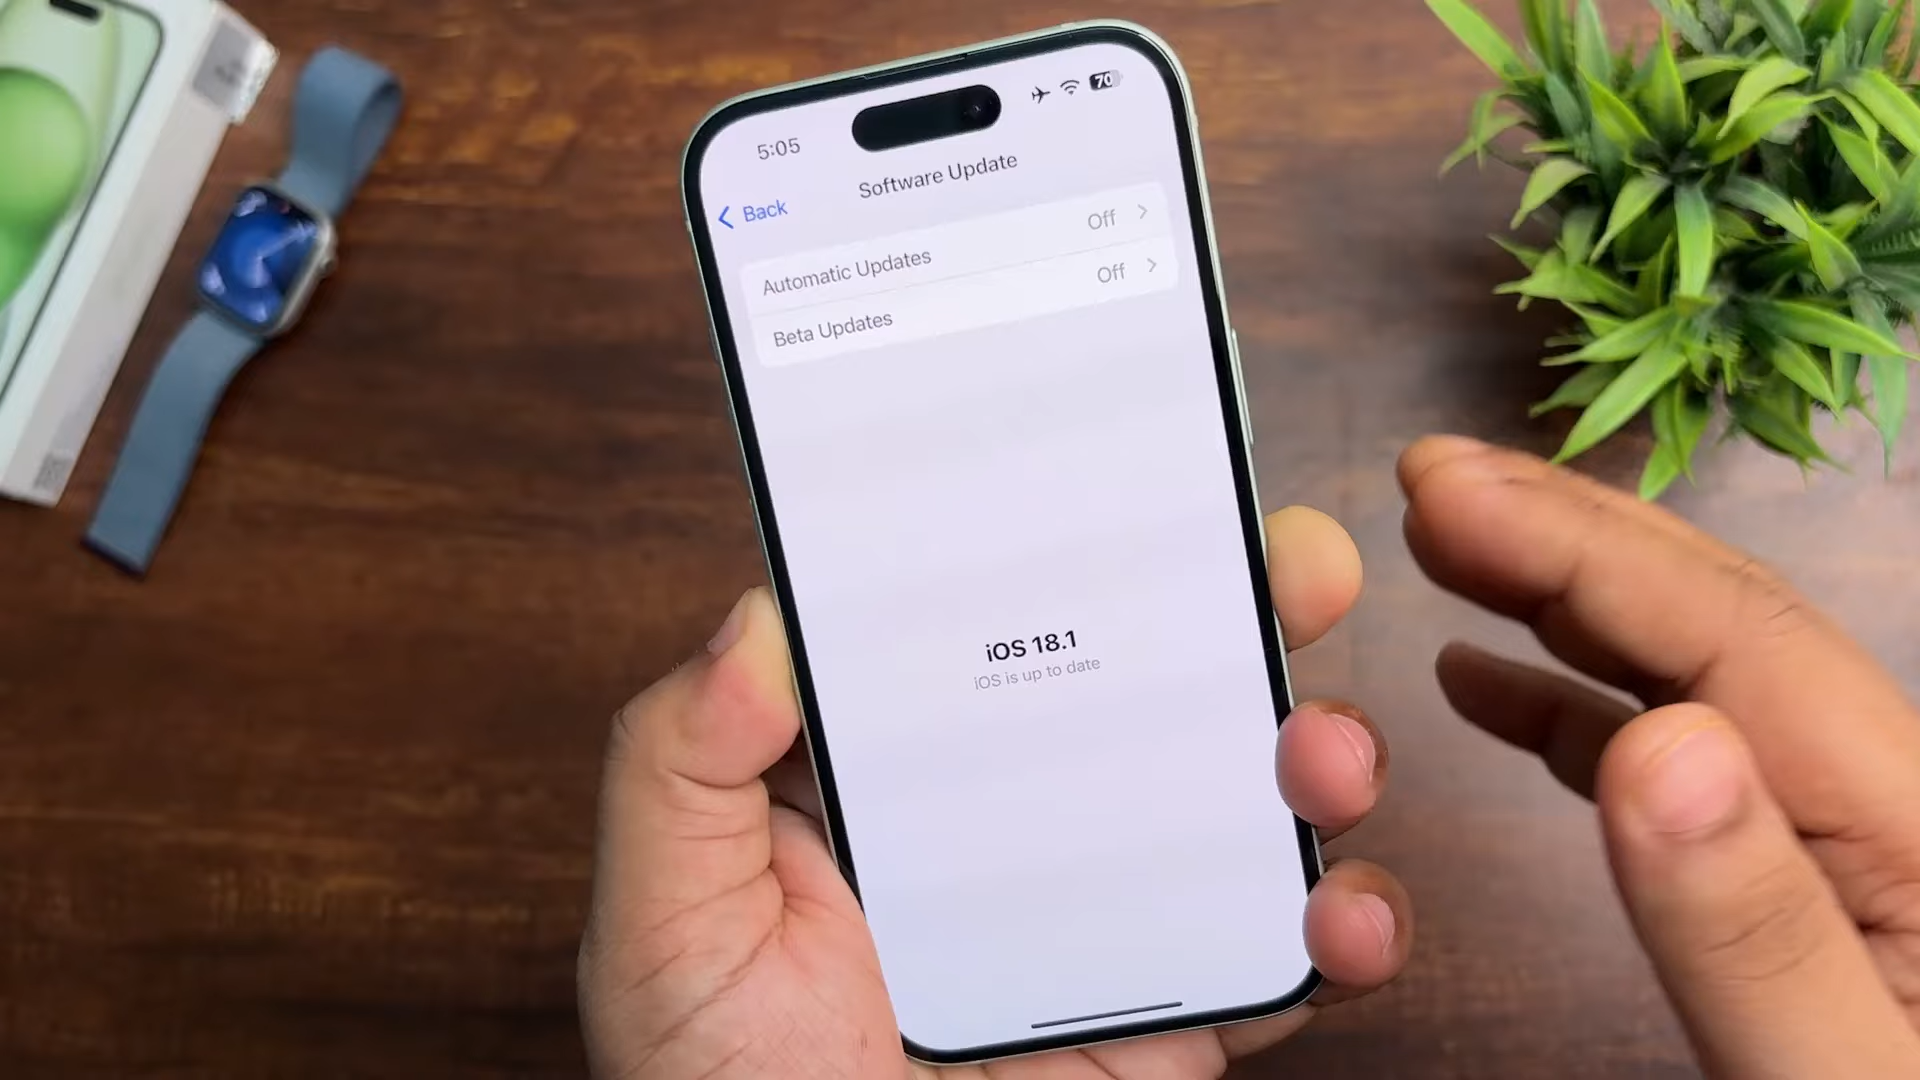 5:05
70
Back
Software Update
Automatic Updates Off
Beta Updates Off
iOS 18.1
iOS is up to date